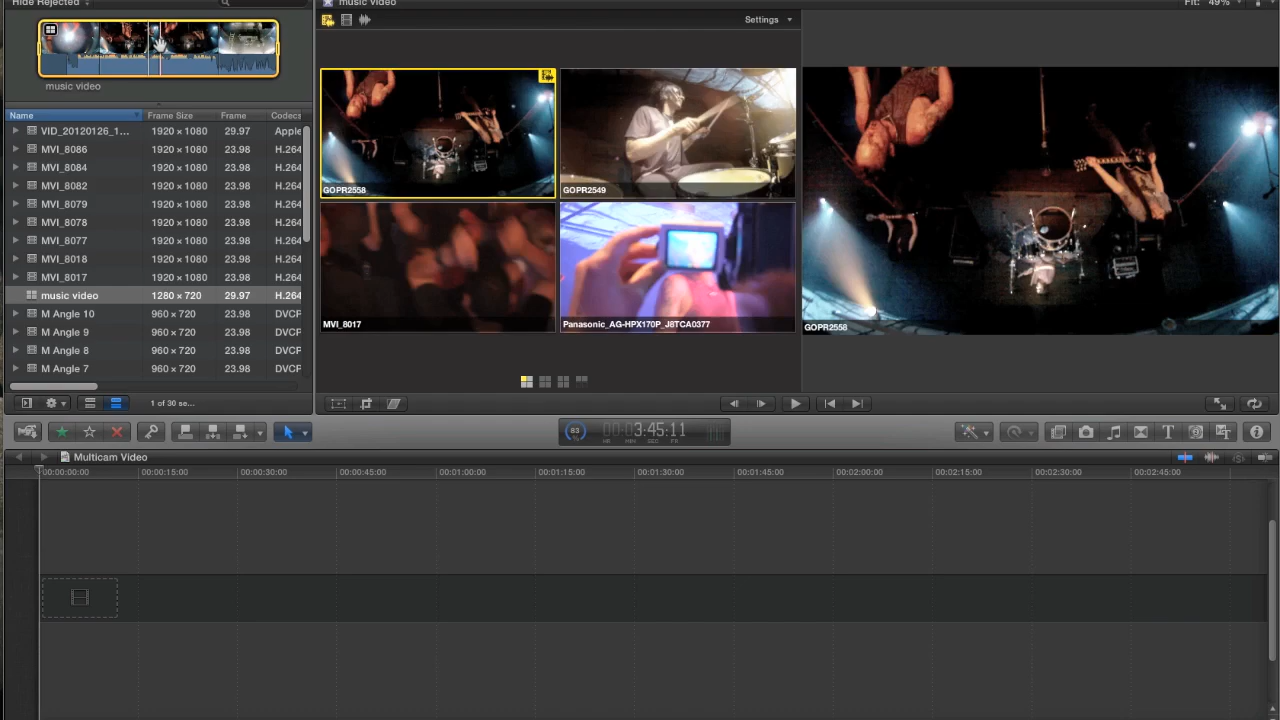 Hide Rejected
music video
Fit: 49%
Settings
music video
Name Frame Size Frame Codecs
VID_20120126_1... 1920 × 1080 29.97 Apple
MVI_8086 1920 × 1080 23.98 H.264
MVI_8084 1920 × 1080 23.98 H.264
MVI_8082 1920 × 1080 23.98 H.264
MVI_8079 1920 × 1080 23.98 H.264
MVI_8078 1920 × 1080 23.98 H.264
MVI_8077 1920 × 1080 23.98 H.264
MVI_8018 1920 × 1080 23.98 H.264
MVI_8017 1920 × 1080 23.98 H.264
music video 1280 × 720 29.97 H.264
M Angle 10 960 × 720 23.98 DVCP
M Angle 9 960 × 720 23.98 DVCP
M Angle 8 960 × 720 23.98 DVCP
M Angle 7 960 × 720 23.98 DVCP
1 of 30 se...
GOPR2558
GOPR2549
MVI_8017
Panasonic_AG-HPX170P_J8TCA0377
GOPR2558
83 %
00:03:45:11
HR MIN SEC FR
Multicam Video
00:00:00:00 00:00:15:00 00:00:30:00 00:00:45:00 00:01:00:00 00:01:15:00 00:01:30:00 00:01:45:00 00:02:00:00 00:02:15:00 00:02:30:00 00:02:45:00